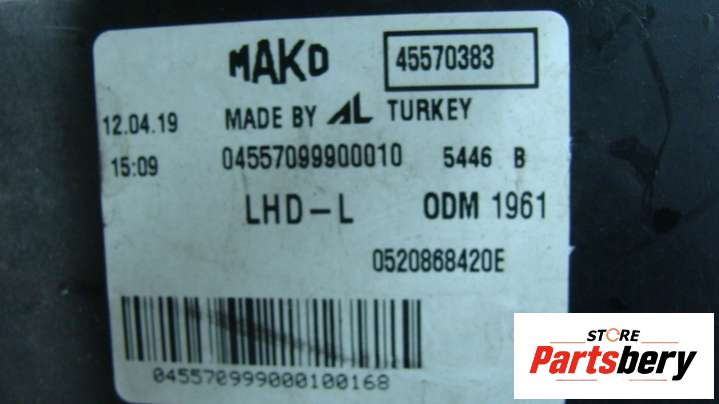 MAKO 45570383
12.04.19 MADE BY AL TURKEY
15:09 04557099900010 5446 B
LHD-L ODM 1961
0520868420E
045570999000100168
STORE
Partsbery